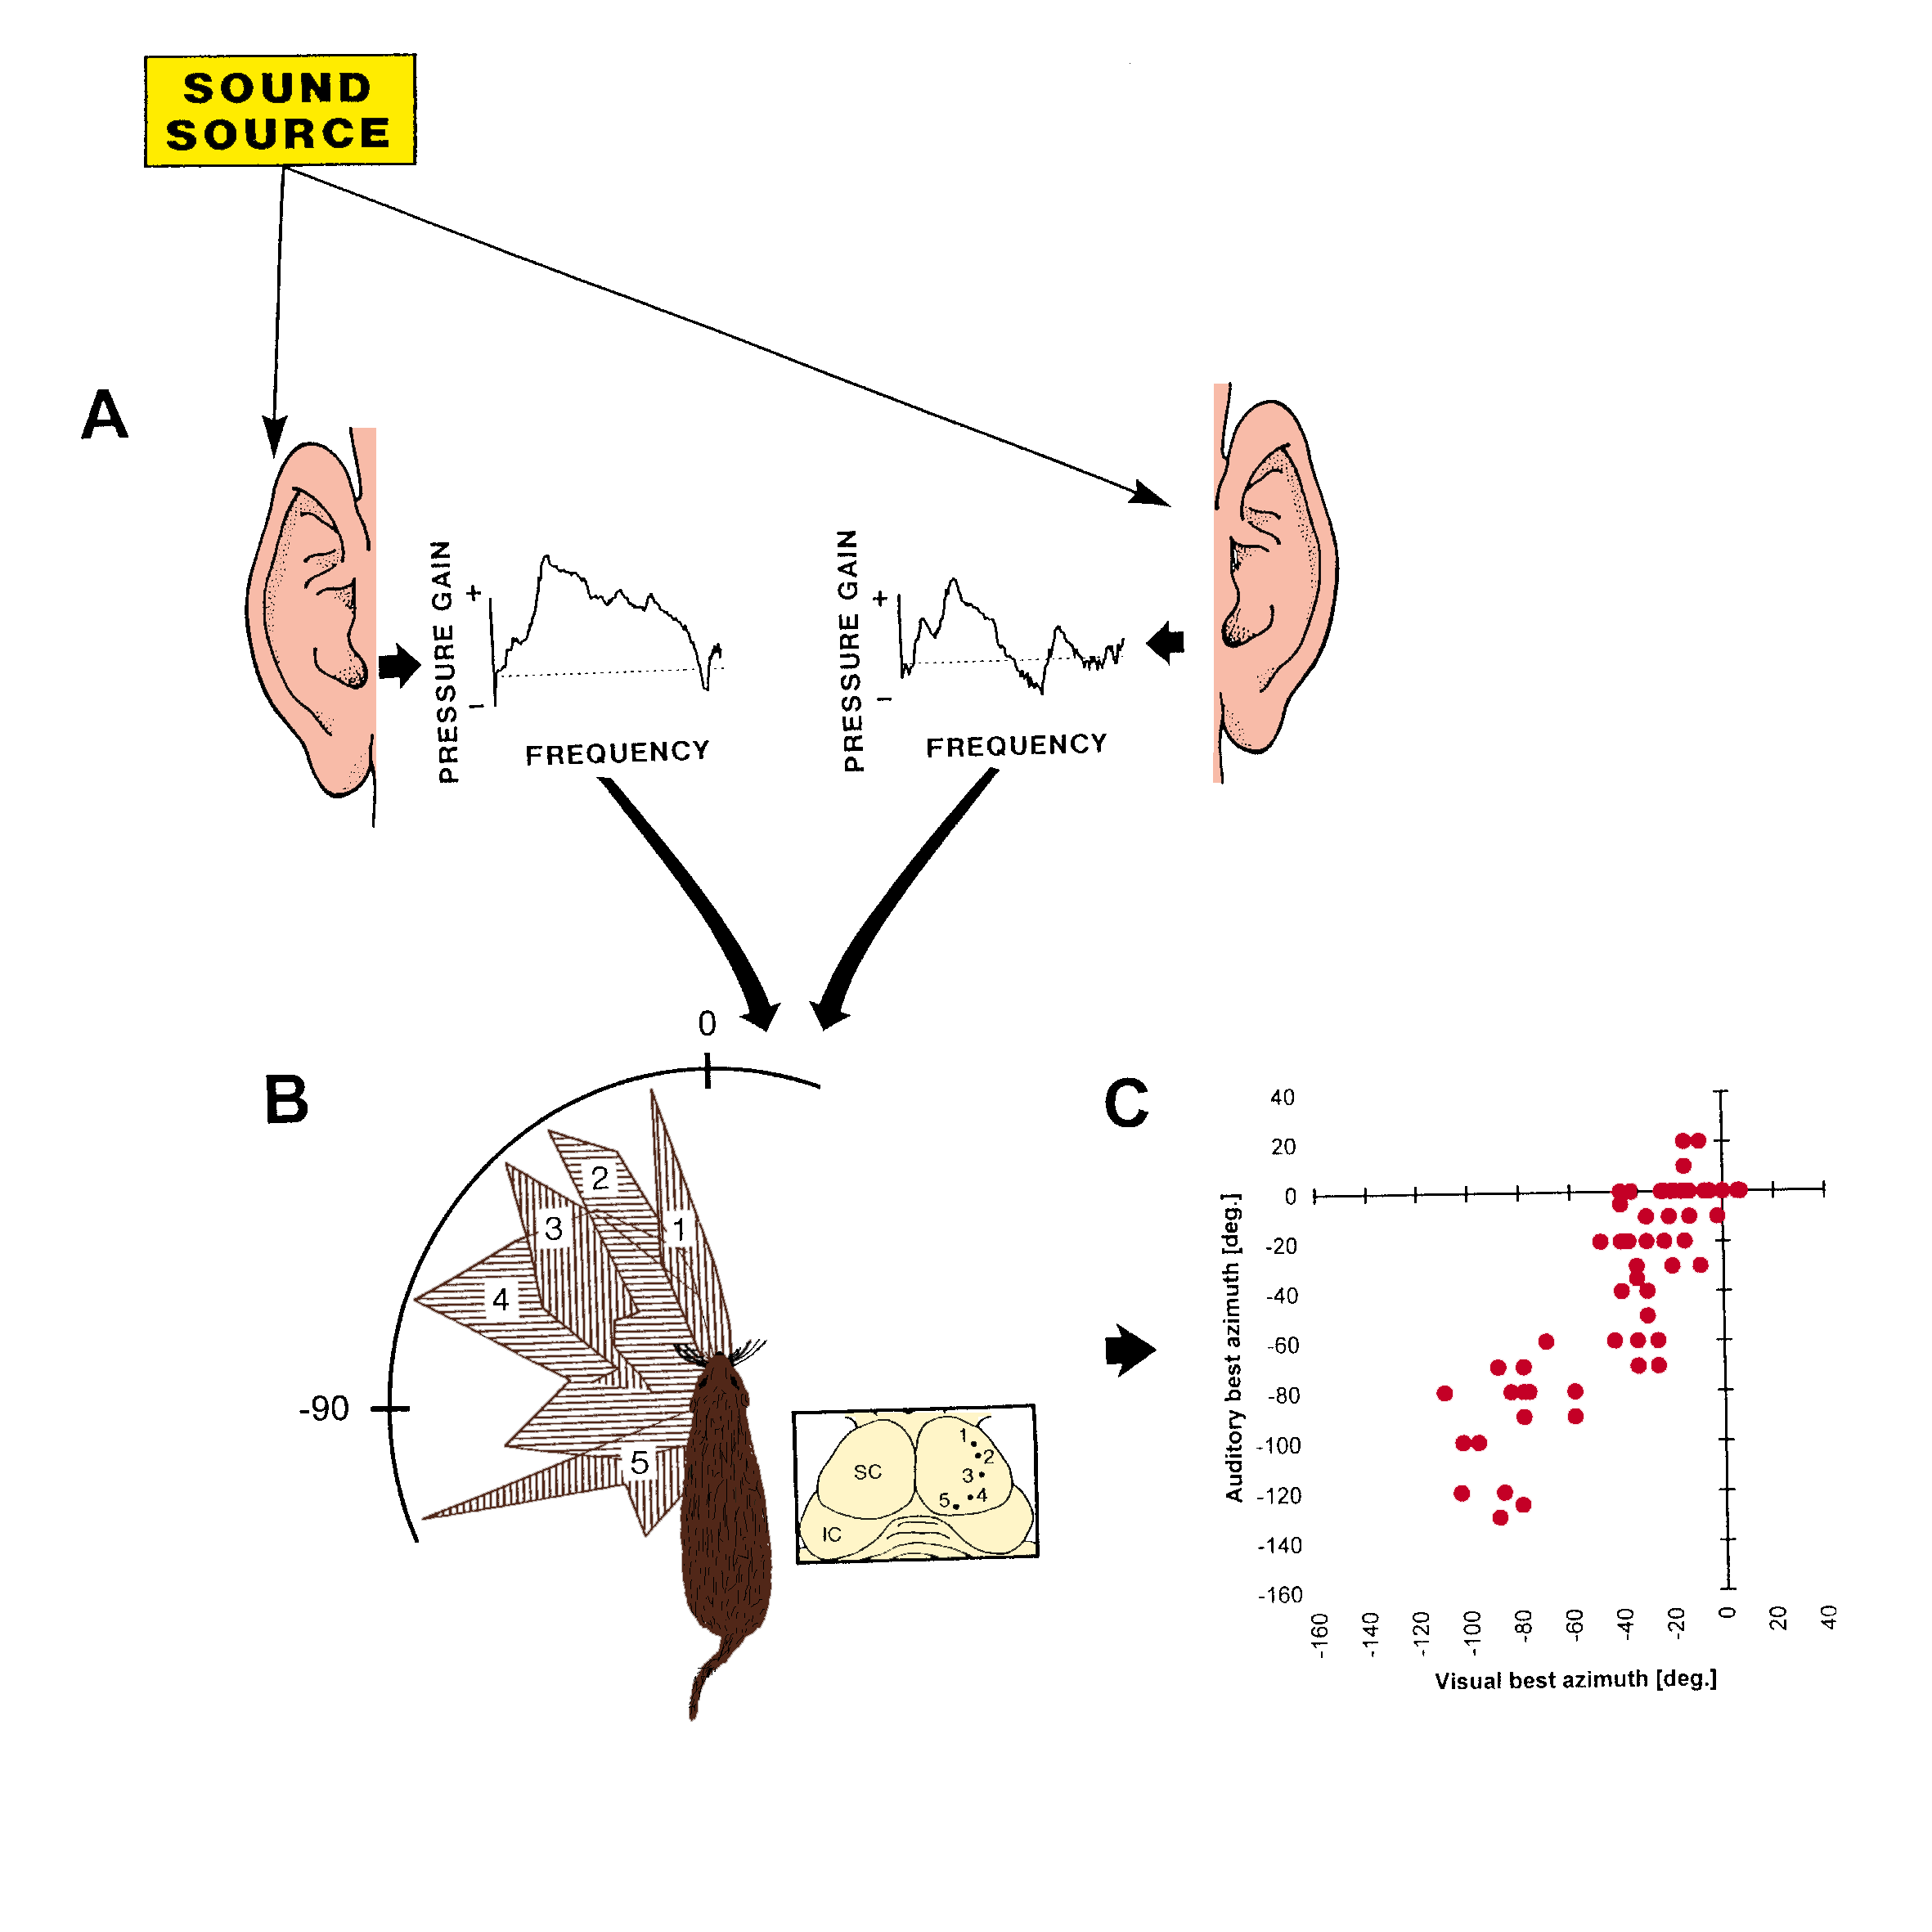 SOUND
SOURCE
A
PRESSURE GAIN
+
−
FREQUENCY
PRESSURE GAIN
+
−
FREQUENCY
B
0
-90
1
2
3
4
5
SC
IC
1
2
3
4
5
C
40
20
0
-20
-40
-60
-80
-100
-120
-140
-160
Auditory best azimuth [deg.]
-160
-140
-120
-100
-80
-60
-40
-20
0
20
40
Visual best azimuth [deg.]